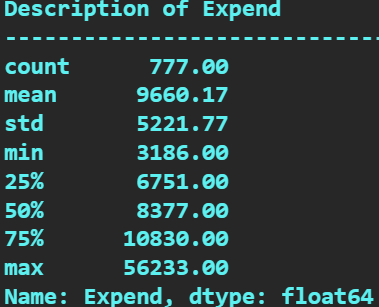 Description of Expend
-----------------------------
count      777.00
mean      9660.17
std       5221.77
min       3186.00
25%       6751.00
50%       8377.00
75%      10830.00
max      56233.00
Name: Expend, dtype: float64